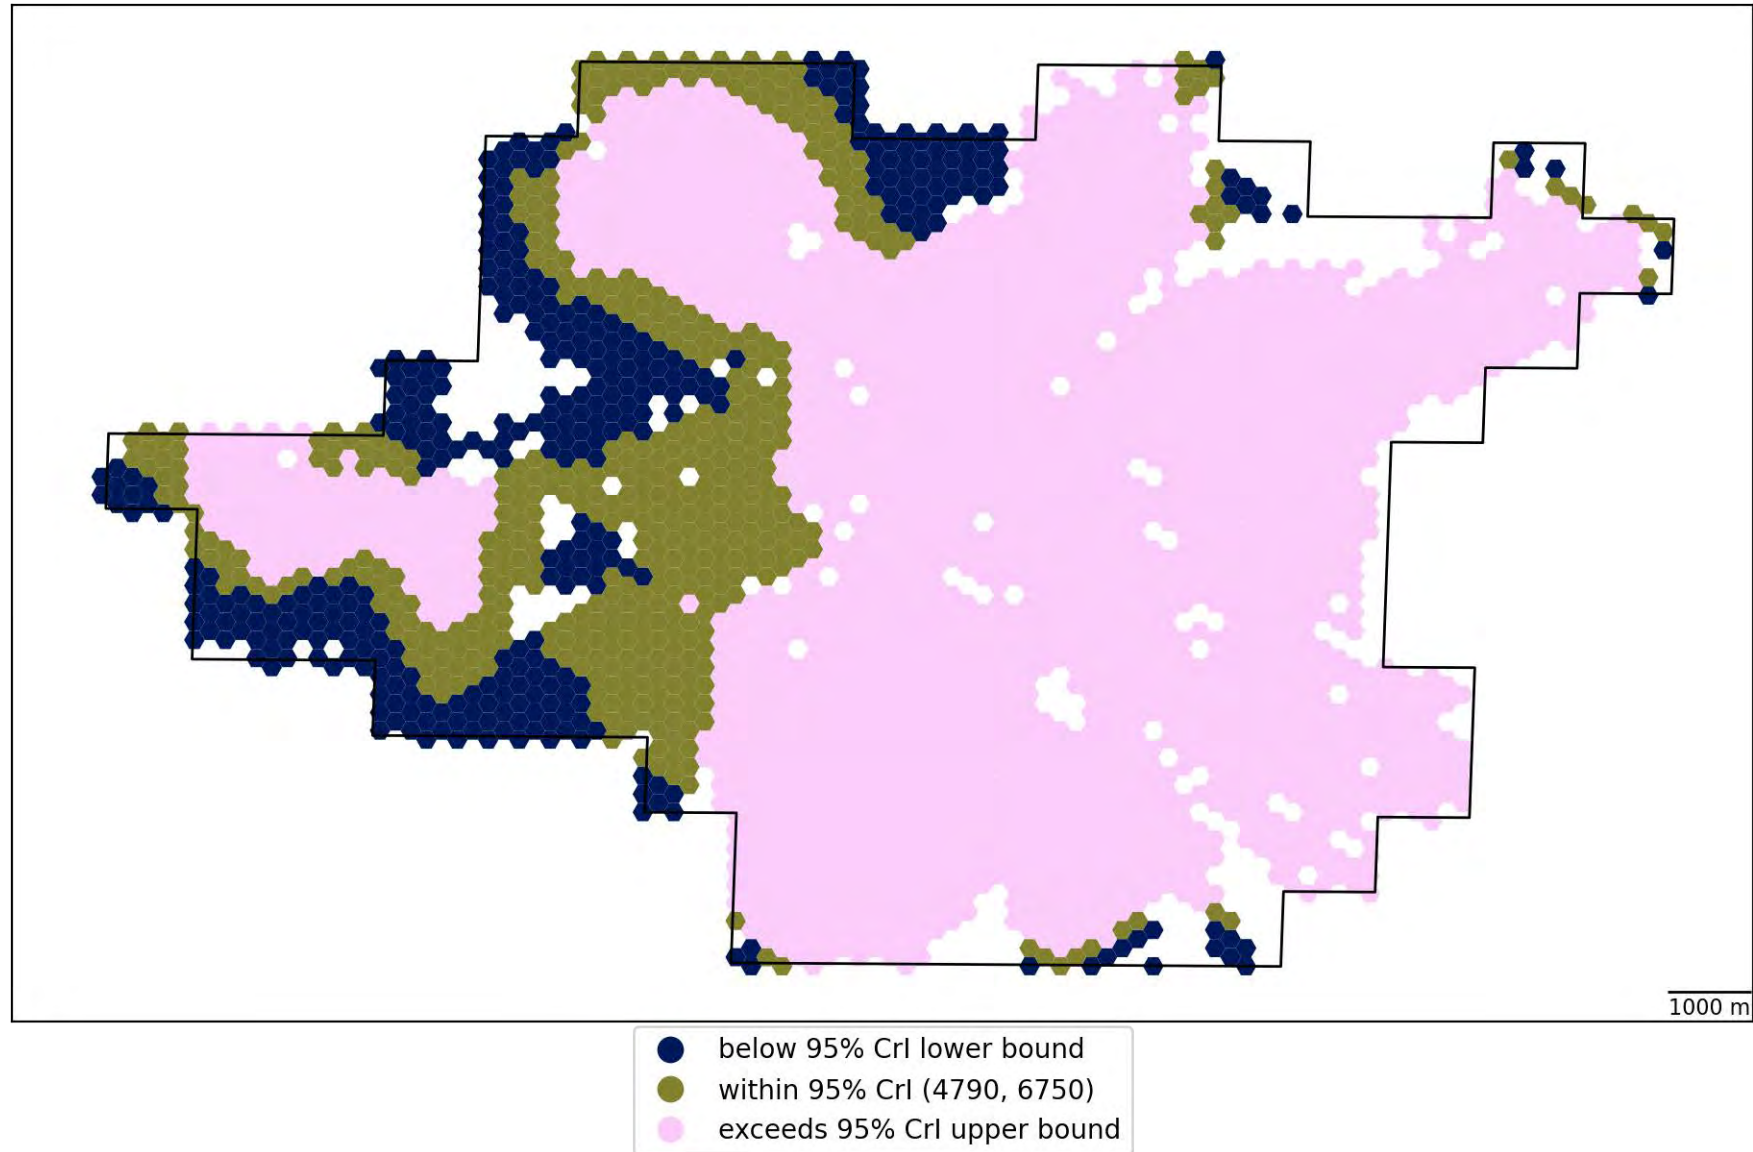 1000 m
below 95% CrI lower bound
within 95% CrI (4790, 6750)
exceeds 95% CrI upper bound